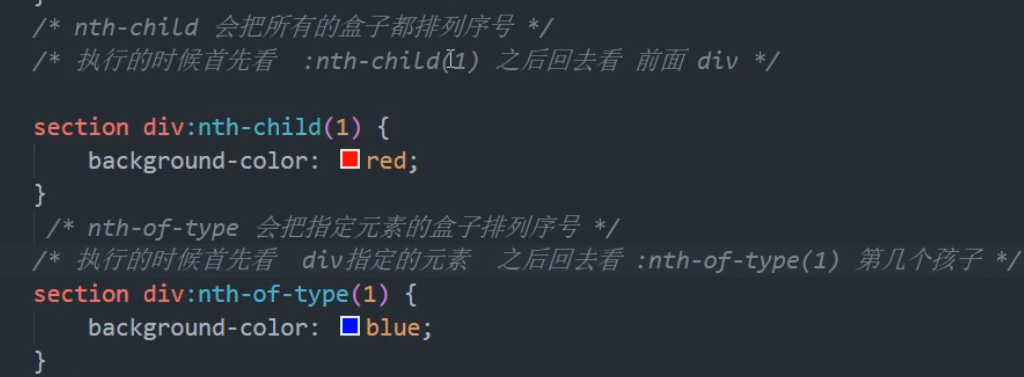 }
/* nth-child 会把所有的盒子都排列序号 */
/* 执行的时候首先看  :nth-child(1) 之后回去看 前面 div */
section div:nth-child(1) {
background-color: red;
}
/* nth-of-type 会把指定元素的盒子排列序号 */
/* 执行的时候首先看  div指定的元素  之后回去看 :nth-of-type(1) 第几个孩子 */
section div:nth-of-type(1) {
background-color: blue;
}